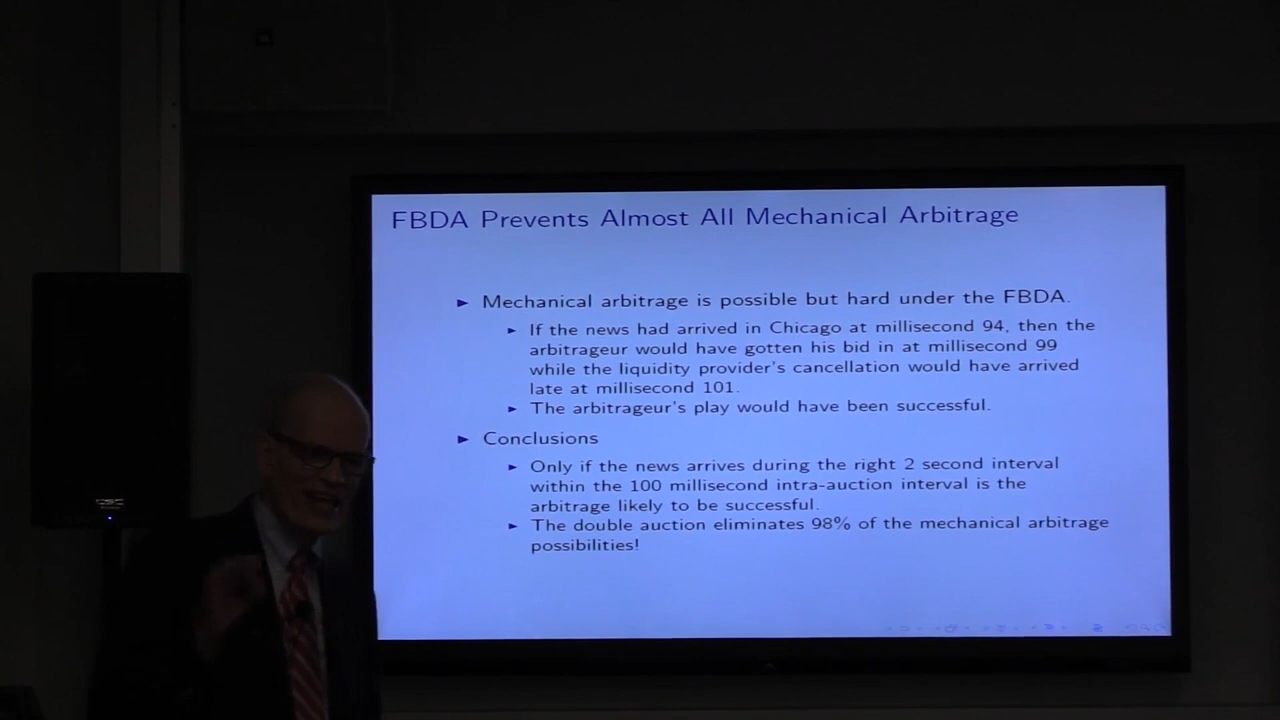 FBDA Prevents Almost All Mechanical Arbitrage
► Mechanical arbitrage is possible but hard under the FBDA.
► If the news had arrived in Chicago at millisecond 94, then the
arbitrageur would have gotten his bid in at millisecond 99
while the liquidity provider's cancellation would have arrived
late at millisecond 101.
► The arbitrageur's play would have been successful.
► Conclusions
► Only if the news arrives during the right 2 second interval
within the 100 millisecond intra-auction interval is the
arbitrage likely to be successful.
► The double auction eliminates 98% of the mechanical arbitrage
possibilities!